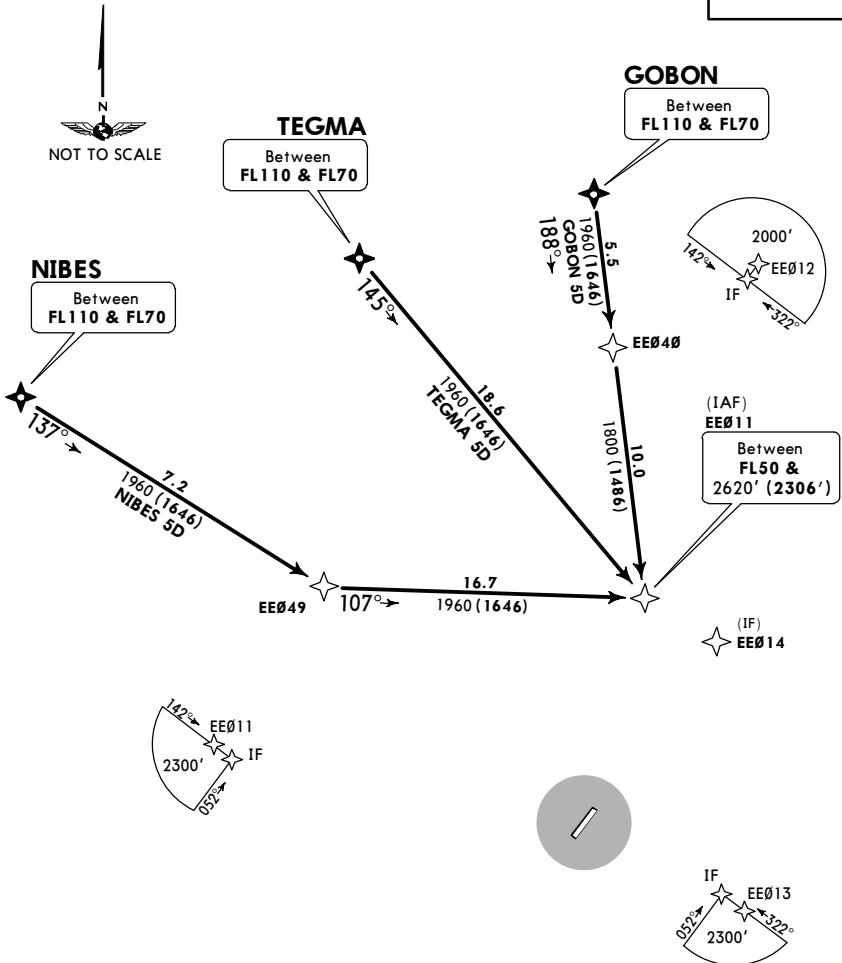 N
NOT TO SCALE
GOBON
Between
FL110 & FL70
TEGMA
Between
FL110 & FL70
NIBES
Between
FL110 & FL70
5.5
1960 (1646)
GOBON 5D
188°
EEØ4Ø
2000'
EEØ12
IF
142°
322°
145°
18.6
1960 (1646)
TEGMA 5D
10.0
1800 (1486)
(IAF)
EEØ11
Between
FL50 &
2620' (2306')
137°
7.2
1960 (1646)
NIBES 5D
EEØ49
107°
16.7
1960 (1646)
(IF)
EEØ14
142°
EEØ11
IF
2300'
052°
IF
EEØ13
052°
322°
2300'